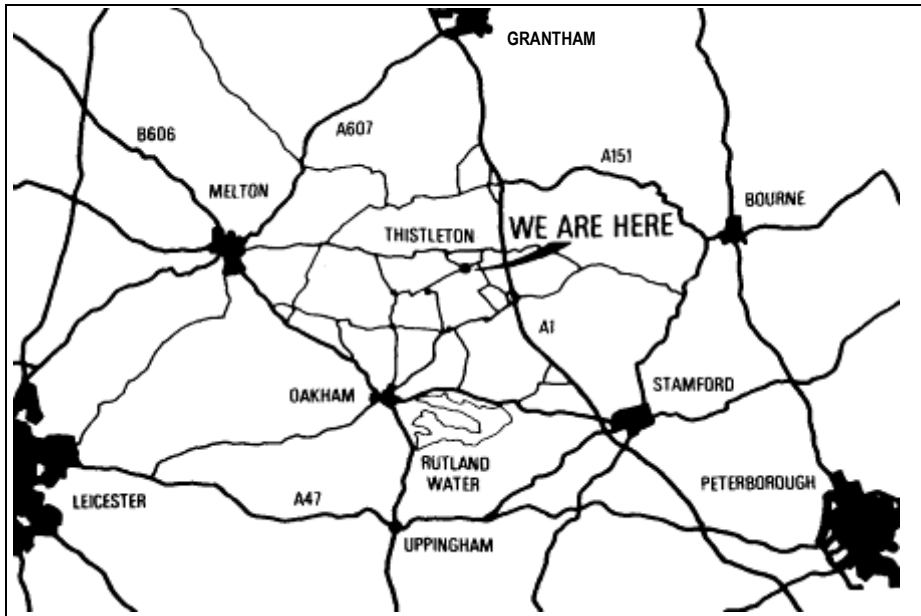 GRANTHAM
B606
A607
A151
MELTON
BOURNE
THISTLETON
WE ARE HERE
A1
OAKHAM
STAMFORD
RUTLAND
WATER
PETERBOROUGH
LEICESTER
A47
UPPINGHAM